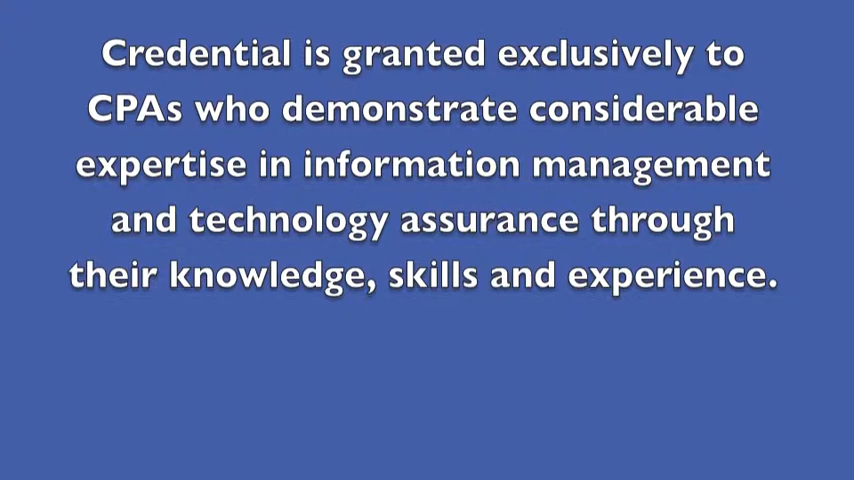 Credential is granted exclusively to
CPAs who demonstrate considerable
expertise in information management
and technology assurance through
their knowledge, skills and experience.